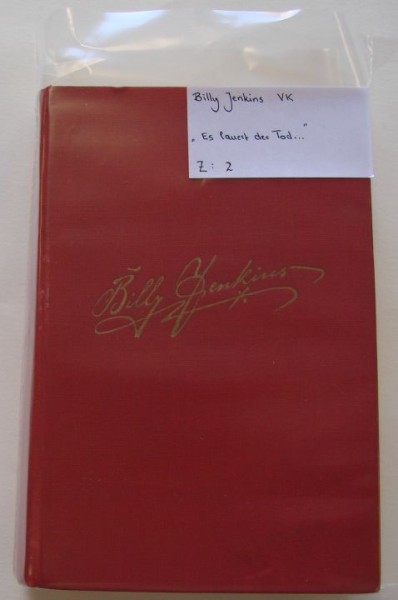 Billy Jenkins VK
„Es lauert der Tod..."
Z: 2
Billy Jenkins